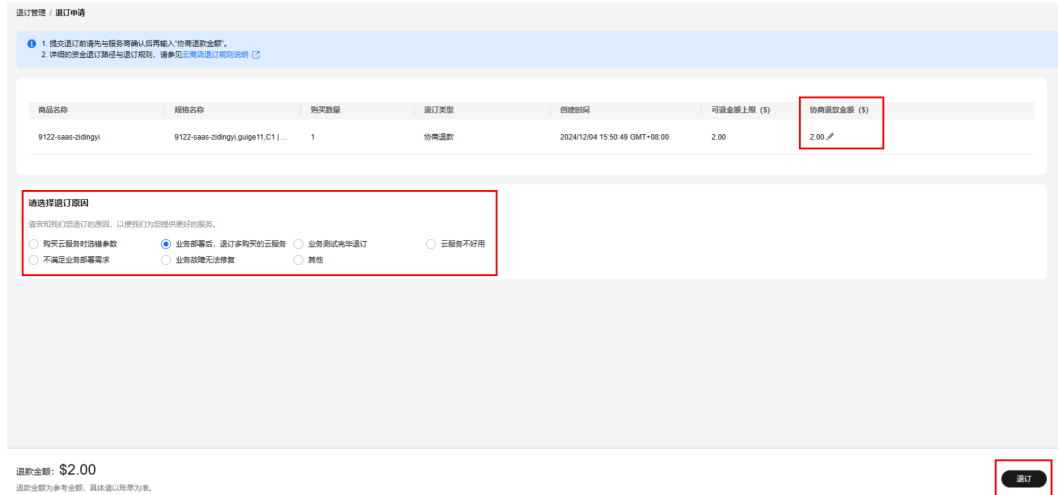 退订管理 / 退订申请
1. 提交退订前请先与服务商确认后再输入“协商退款金额”。
2. 详细的资金退订路径与退订规则，请参见云商店退订规则说明
商品名称 规格名称 购买数量 退订类型 创建时间 可退金额上限 ($) 协商退款金额 ($)
9122-saas-zidingyi 9122-saas-zidingyi,guige11,C1 | ... 1 协商退款 2024/12/04 15:50:49 GMT+08:00 2.00 2.00
请选择退订原因
请告知我们您退订的原因，以便我们为您提供更好的服务。
购买云服务时选错参数 业务部署后，退订多购买的云服务 业务测试完毕退订 云服务不好用
不满足业务部署需求 业务故障无法修复 其他
退款金额: $2.00
退款金额为参考金额，具体请以账单为准。
退订